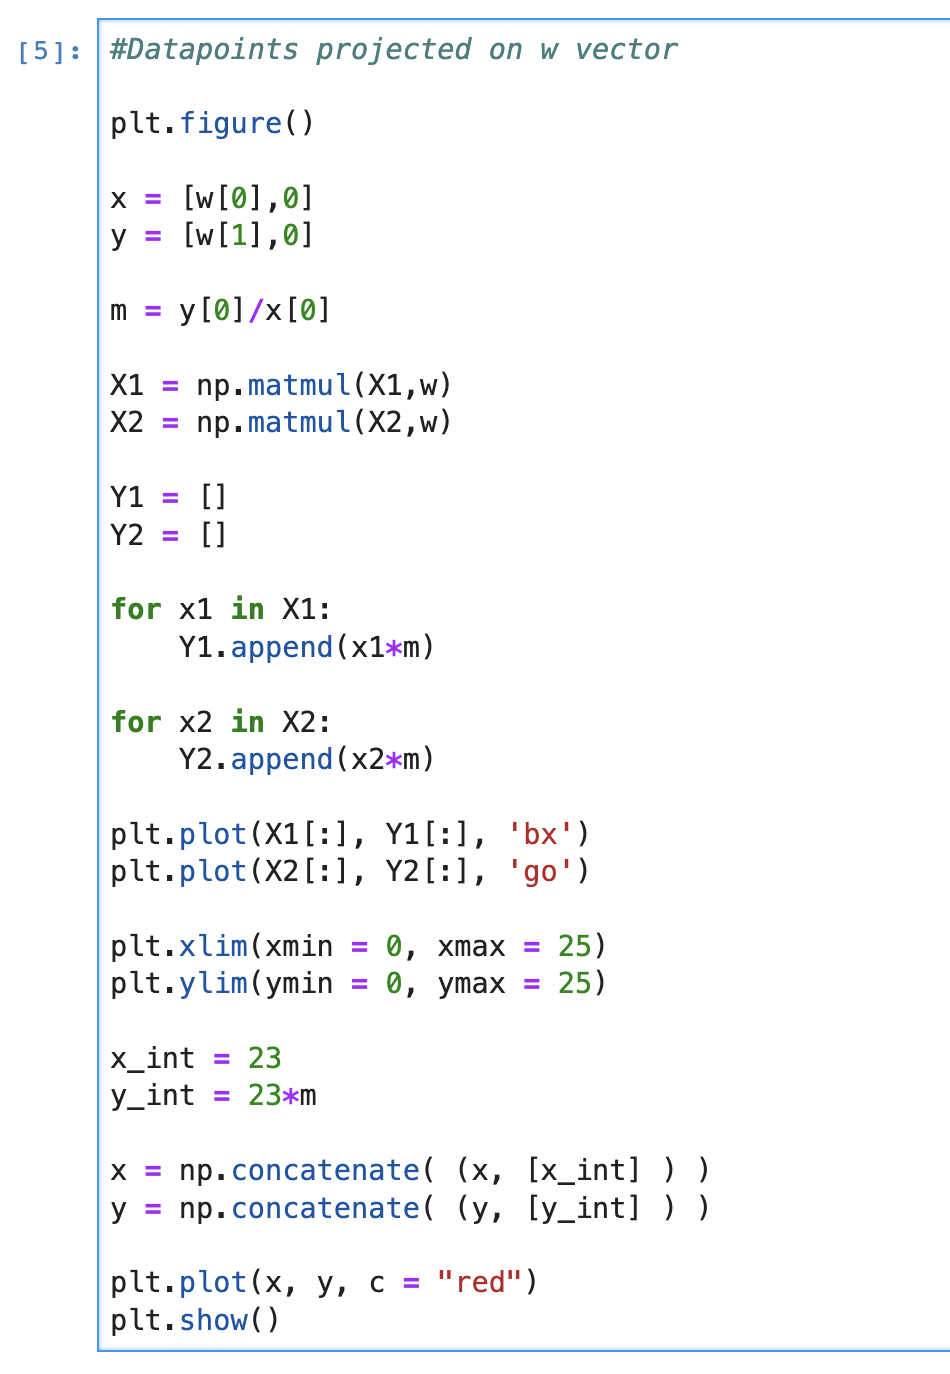 [5]: #Datapoints projected on w vector
plt.figure()
x = [w[0],0]
y = [w[1],0]
m = y[0]/x[0]
X1 = np.matmul(X1,w)
X2 = np.matmul(X2,w)
Y1 = []
Y2 = []
for x1 in X1:
    Y1.append(x1*m)
for x2 in X2:
    Y2.append(x2*m)
plt.plot(X1[:], Y1[:], 'bx')
plt.plot(X2[:], Y2[:], 'go')
plt.xlim(xmin = 0, xmax = 25)
plt.ylim(ymin = 0, ymax = 25)
x_int = 23
y_int = 23*m
x = np.concatenate( (x, [x_int] ) )
y = np.concatenate( (y, [y_int] ) )
plt.plot(x, y, c = "red")
plt.show()